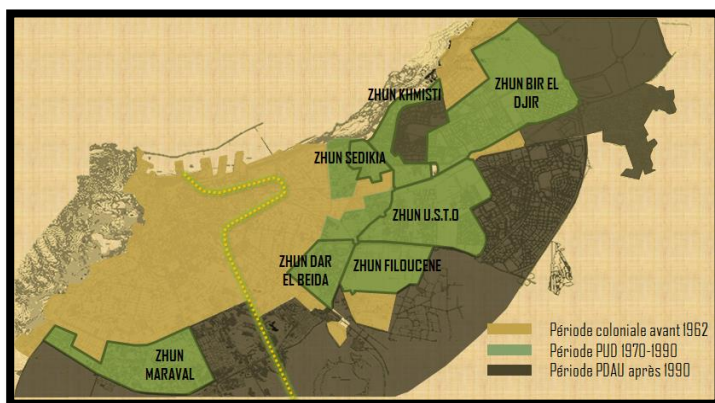 ZHUN BIR EL
DJIR
ZHUN KHMISTI
ZHUN SEDIKIA
ZHUN U.S.T.O
ZHUN DAR
EL BEIDA
ZHUN FILOUCENE
ZHUN
MARAVAL
Période coloniale avant 1962
Période PUD 1970-1990
Période PDAU après 1990